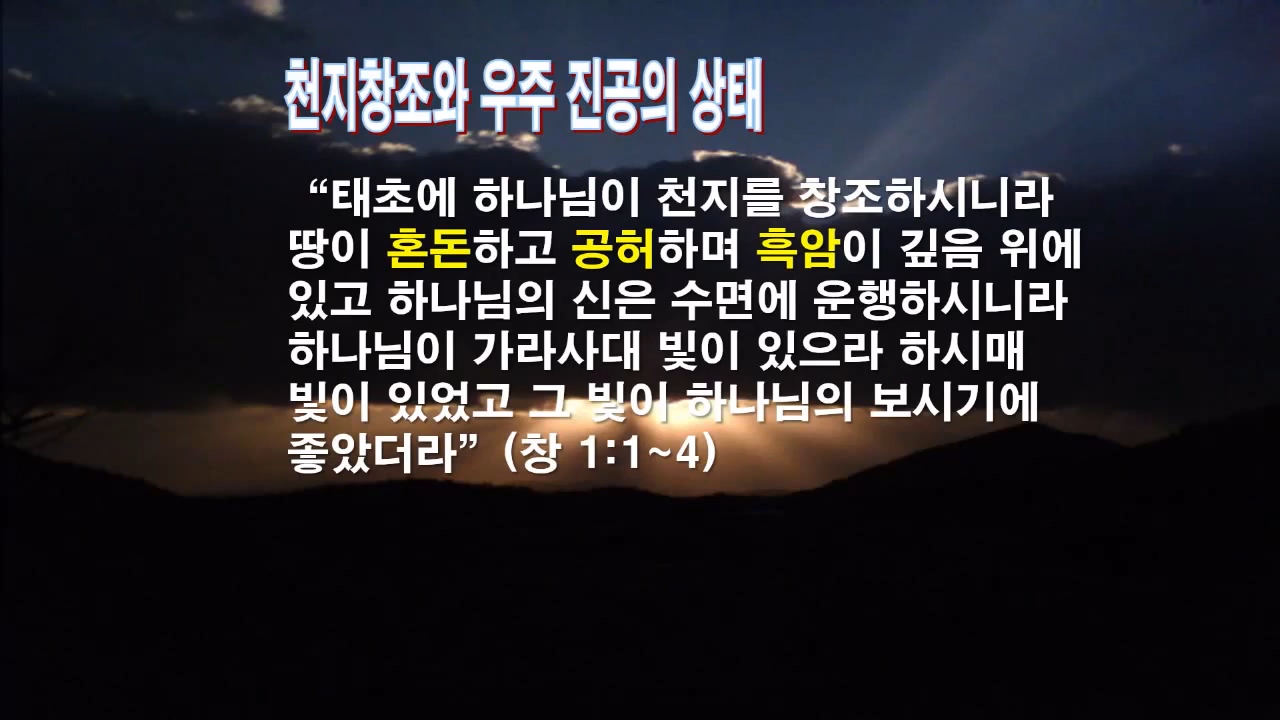 천지창조와 우주 진공의 상태
“태초에 하나님이 천지를 창조하시니라
땅이 혼돈하고 공허하며 흑암이 깊음 위에
있고 하나님의 신은 수면에 운행하시니라
하나님이 가라사대 빛이 있으라 하시매
빛이 있었고 그 빛이 하나님의 보시기에
좋았더라” (창 1:1~4)